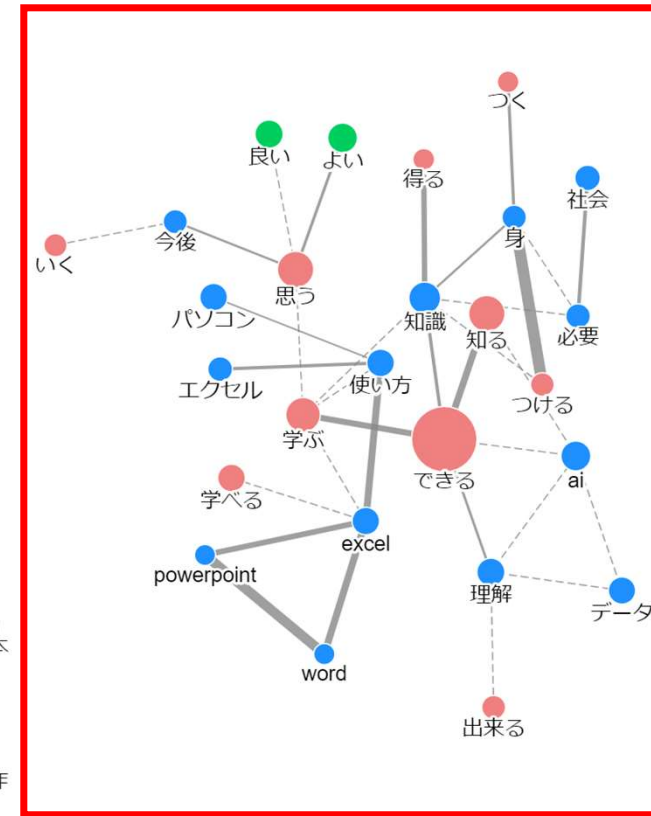 つく
良い
よい
得る
社会
今後
身
いく
思う
パソコン
知識
知る
必要
エクセル
使い方
つける
学ぶ
できる
ai
学べる
excel
powerpoint
理解
データ
word
出来る